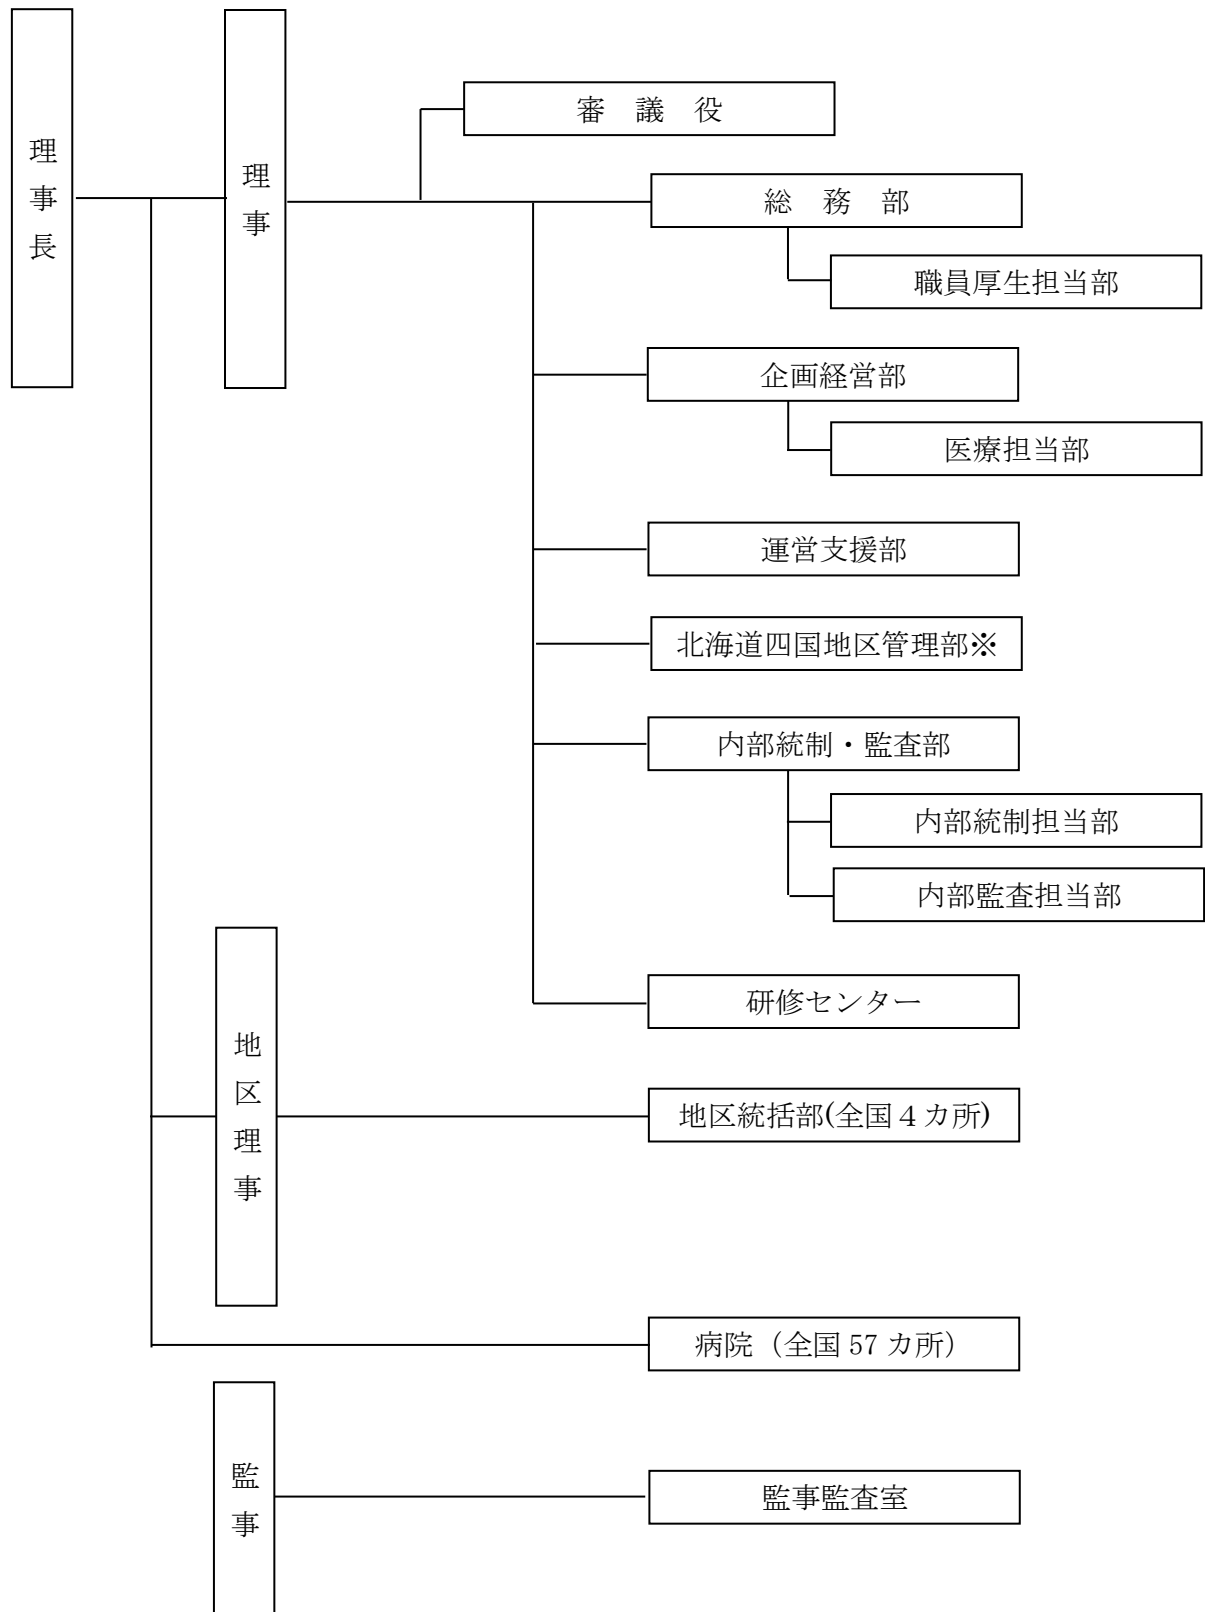 理事長
理事
審　議　役
総　務　部
職員厚生担当部
企画経営部
医療担当部
運営支援部
北海道四国地区管理部※
内部統制・監査部
内部統制担当部
内部監査担当部
研修センター
地区理事
地区統括部(全国４カ所)
病院（全国 57 カ所）
監事
監事監査室